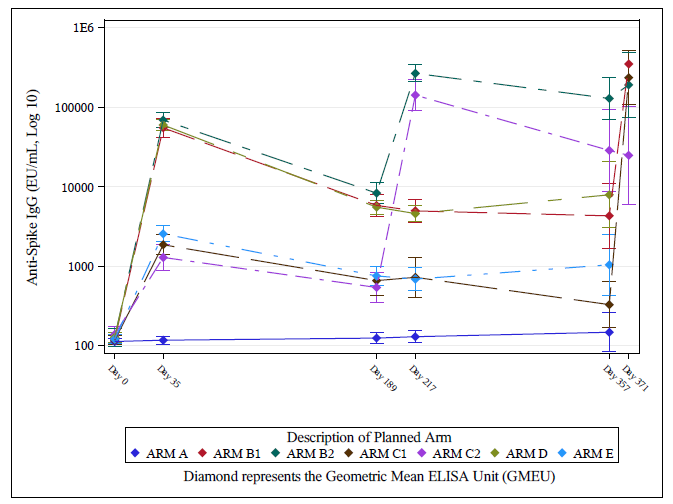 Anti-Spike IgG (EU/mL, Log 10)
1E6
100000
10000
1000
100
Day 0
Day 35
Day 189
Day 217
Day 357
Day 371
Description of Planned Arm
ARM A ARM B1 ARM B2 ARM C1 ARM C2 ARM D ARM E
Diamond represents the Geometric Mean ELISA Unit (GMEU)